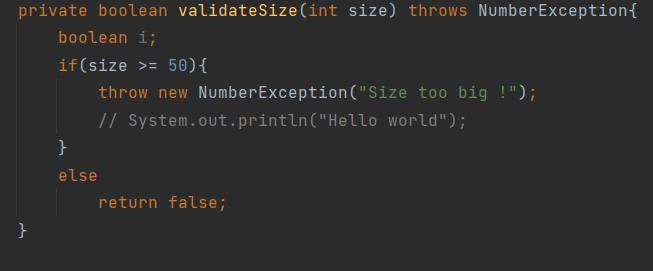 private boolean validateSize(int size) throws NumberException{
boolean i;
if(size >= 50){
throw new NumberException("Size too big !");
// System.out.println("Hello world");
}
else
return false;
}